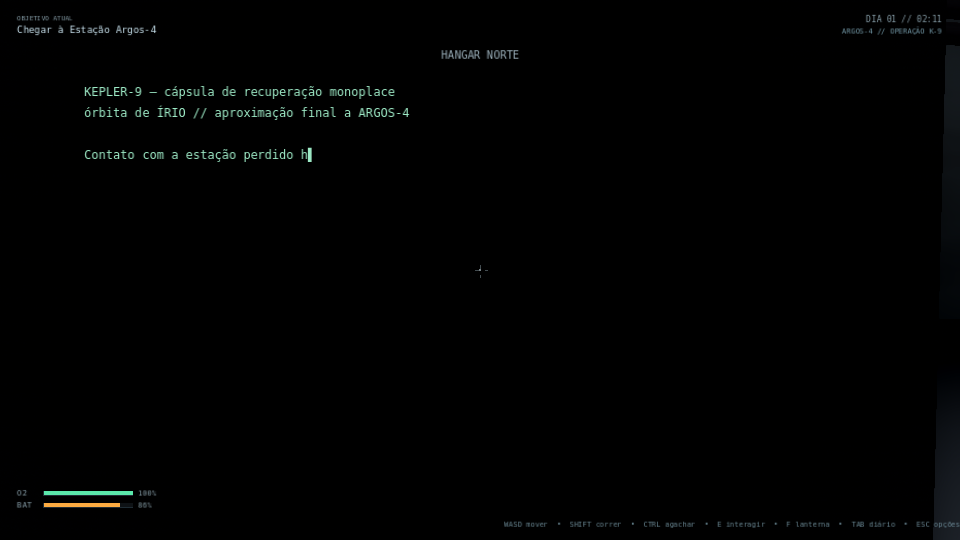 OBJETIVO ATUAL
Chegar à Estação Argos-4
DIA 01 // 02:11
ARGOS-4 // OPERAÇÃO K-9
HANGAR NORTE
KEPLER-9 — cápsula de recuperação monoplace
órbita de ÍRIO // aproximação final a ARGOS-4
Contato com a estação perdido h
O2 100%
BAT 86%
WASD mover • SHIFT correr • CTRL agachar • E interagir • F lanterna • TAB diário • ESC opções